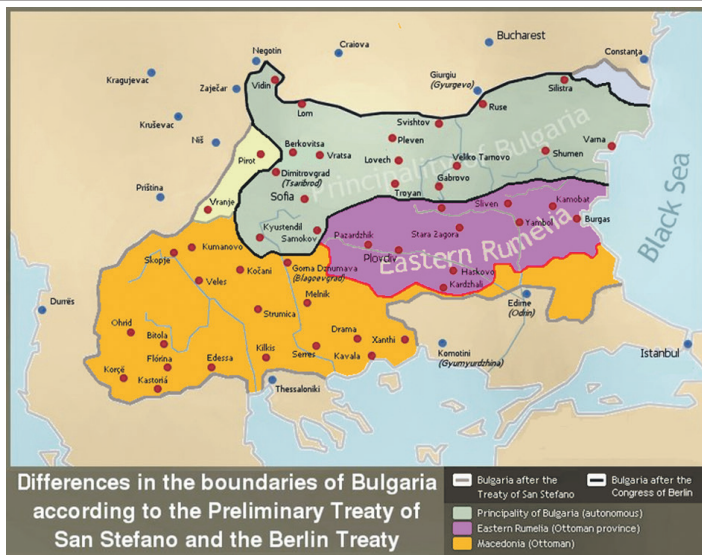 Bucharest
Craiova
Negotin
Constanţa
Kragujevac
Vidin
Zaječar
Giurgiu
(Gyurgevo)
Silistra
Lom
Ruse
Kruševac
Svishtov
Niš
Pleven
Varna
Berkovitsa
Vratsa
Pirot
Lovech
Veliko Tarnovo
Shumen
Dimitrovgrad
(Tsaribrod)
Principality of Bulgaria
Priština
Troyan
Gabrovo
Sofia
Vranje
Sliven
Kamobat
Black Sea
Kyustendil
Samokov
Pazardzhik
Stara Zagora
Yambol
Burgas
Kumanovo
Skopje
Plovdiv
Eastern Rumelia
Kočani
Goma Dzhumava
(Blagoevgrad)
Haskovo
Veles
Kardzhali
Durrës
Melnik
Edirne
(Odrin)
Strumica
Ohrid
Bitola
Drama
Xanthi
Kilkis
Serres
Kavala
Komotini
(Gyumyurdzhina)
Istanbul
Korçë
Flórina
Edessa
Kastoriá
Thessaloniki
Differences in the boundaries of Bulgaria
according to the Preliminary Treaty of
San Stefano and the Berlin Treaty
Bulgaria after the
Treaty of San Stefano
Bulgaria after the
Congress of Berlin
Principality of Bulgaria (autonomous)
Eastern Rumelia (Ottoman province)
Macedonia (Ottoman)